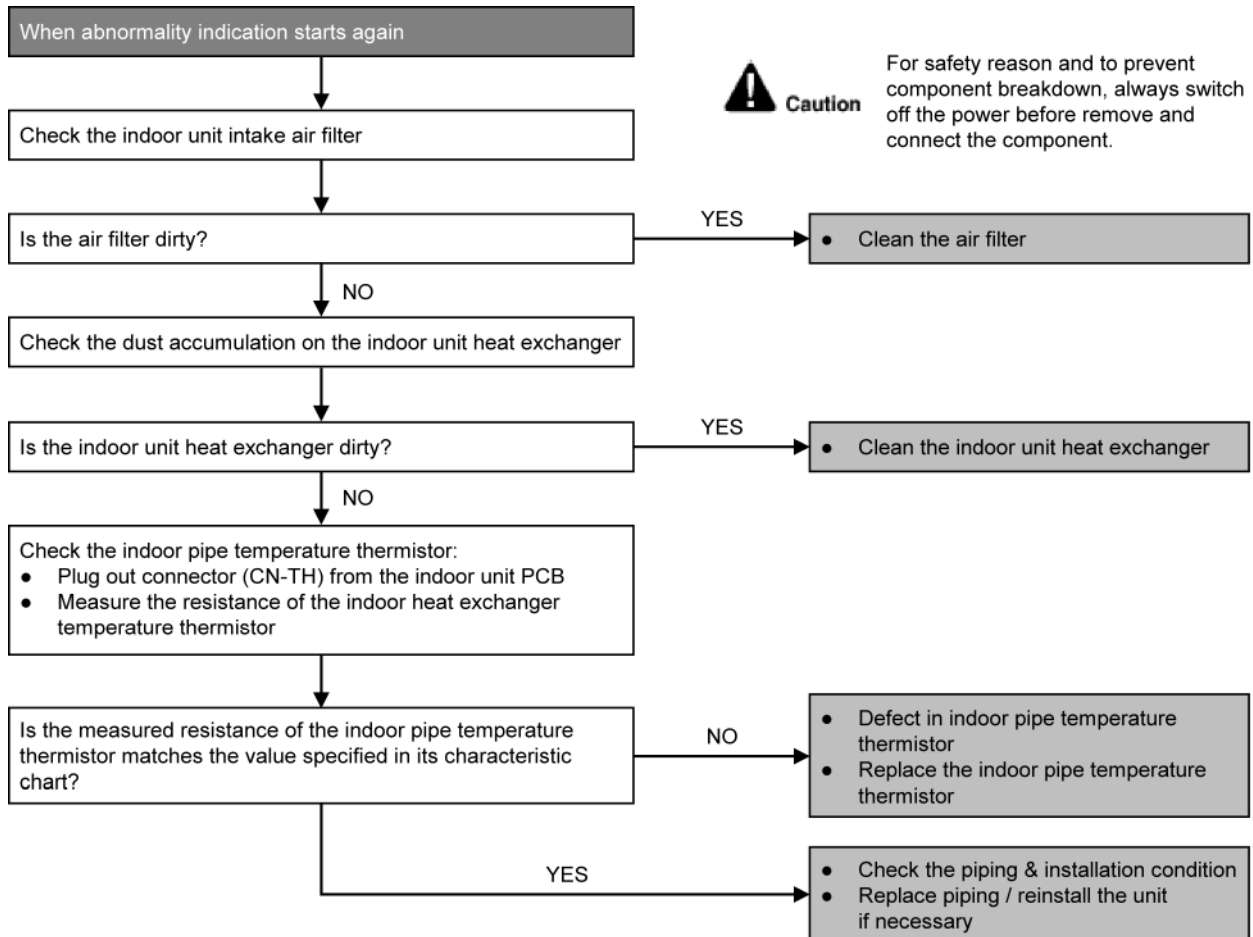 When abnormality indication starts again
Caution
For safety reason and to prevent
component breakdown, always switch
off the power before remove and
connect the component.
Check the indoor unit intake air filter
Is the air filter dirty?
YES
● Clean the air filter
NO
Check the dust accumulation on the indoor unit heat exchanger
Is the indoor unit heat exchanger dirty?
YES
● Clean the indoor unit heat exchanger
NO
Check the indoor pipe temperature thermistor:
● Plug out connector (CN-TH) from the indoor unit PCB
● Measure the resistance of the indoor heat exchanger
temperature thermistor
Is the measured resistance of the indoor pipe temperature
thermistor matches the value specified in its characteristic
chart?
NO
● Defect in indoor pipe temperature
thermistor
● Replace the indoor pipe temperature
thermistor
YES
● Check the piping & installation condition
● Replace piping / reinstall the unit
if necessary